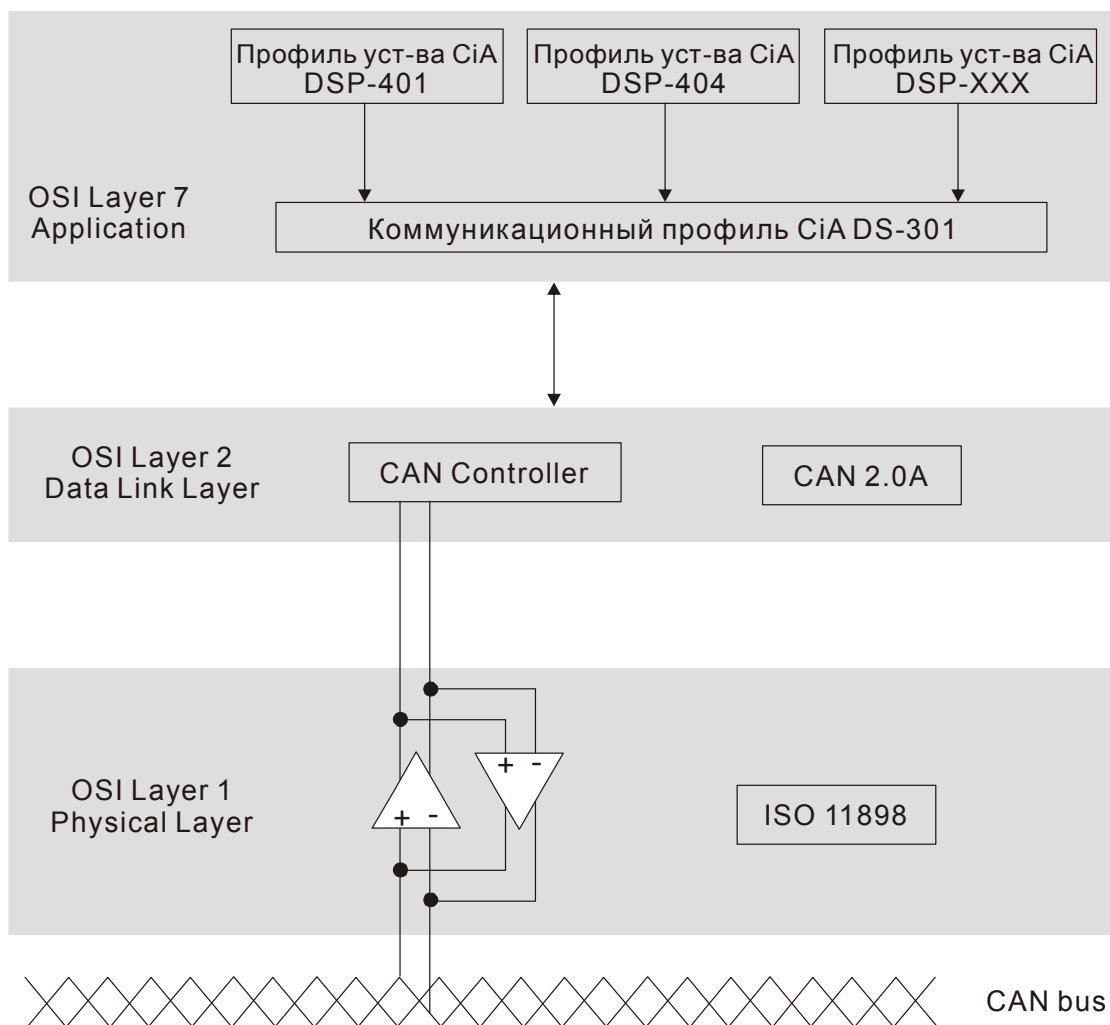 Профиль уст-ва CiA
DSP-401
Профиль уст-ва CiA
DSP-404
Профиль уст-ва CiA
DSP-XXX
OSI Layer 7
Application
Коммуникационный профиль CiA DS-301
OSI Layer 2
Data Link Layer
CAN Controller
CAN 2.0A
OSI Layer 1
Physical Layer
+ -
+ -
ISO 11898
CAN bus